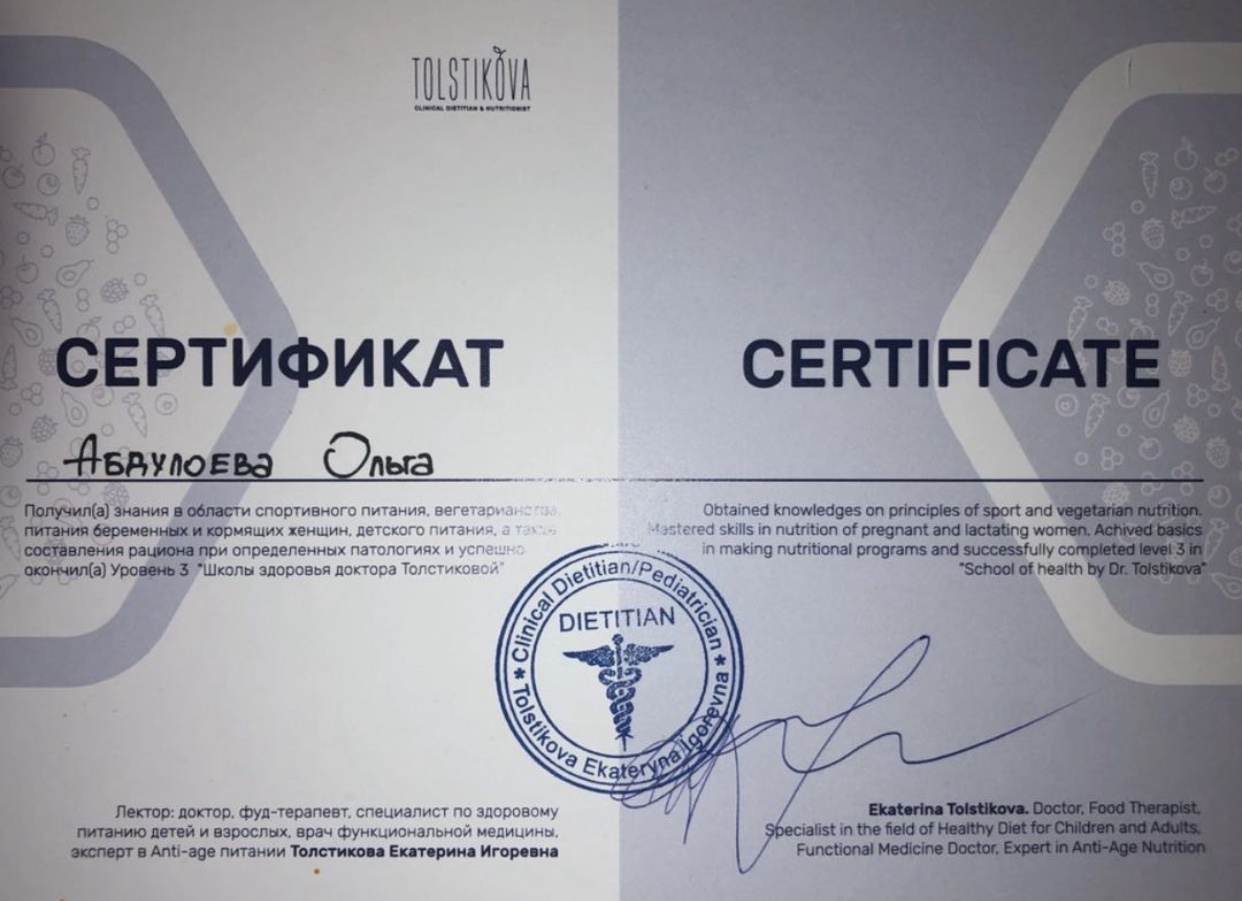 TOLSTIKOVA
CLINICAL DIETITIAN & NUTRITIONIST
СЕРТИФИКАТ
Абдулоева Ольга
Получил(а) знания в области спортивного питания, вегетарианства,
питания беременных и кормящих женщин, детского питания, а также
составления рациона при определенных патологиях и успешно
окончил(а) Уровень 3 "Школы здоровья доктора Толстиковой"
Лектор: доктор, фуд-терапевт, специалист по здоровому
питанию детей и взрослых, врач функциональной медицины,
эксперт в Anti-age питании Толстикова Екатерина Игоревна
CERTIFICATE
Obtained knowledges on principles of sport and vegetarian nutrition.
Mastered skills in nutrition of pregnant and lactating women. Achived basics
in making nutritional programs and successfully completed level 3 in
"School of health by Dr. Tolstikova"
* Clinical Dietitian/Pediatrician *
DIETITIAN
Tolstikova Ekateryna Igorevna
Ekaterina Tolstikova. Doctor, Food Therapist,
Specialist in the field of Healthy Diet for Children and Adults,
Functional Medicine Doctor, Expert in Anti-Age Nutrition